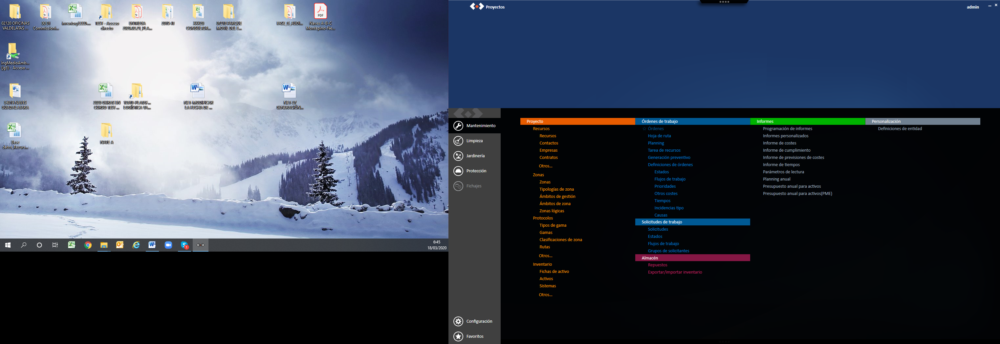 02120 OFICINAS
VALDELATAS ...
00 01
Commissioni...
inventoryLEED....
TEST - Acceso
directo
ENTREGA
2020.02.21_PLA...
2019 4T
XXX20
CONSULTOR...
07218 PARQUE
MOVIL DEL E...
FASE_G_AUDI...
PDF
Naves A-B-C
Montepino-Ne...
IngMedioAmb...
(jg5) - Acceso ...
04019 NAVES
GUADALAJARA
2020 OBRAS EN
CURSO TEST ...
LOGÍSTICA VA...
NET-MODIFICAR
LA FECHA DE ...
NET-27
GENERACIÓN...
Base
datos_Recurs...
NAVE A
1
6:45
18/03/2020
Proyectos
admin
Mantenimiento
Limpieza
Jardinería
Protección
Fichajes
Configuración
Favoritos
Proyecto
Recursos
Recursos
Contactos
Empresas
Contratos
Otros...
Zonas
Zonas
Tipologías de zona
Ámbitos de gestión
Ámbitos de zona
Zonas lógicas
Protocolos
Tipos de gama
Gamas
Clasificaciones de zona
Rutas
Otros...
Inventario
Fichas de activo
Activos
Sistemas
Otros...
Órdenes de trabajo
Órdenes
Hoja de ruta
Planning
Tarea de recursos
Generación preventivo
Definiciones de órdenes
Estados
Flujos de trabajo
Prioridades
Otros costes
Tiempos
Incidencias tipo
Causas
Solicitudes de trabajo
Solicitudes
Estados
Flujos de trabajo
Grupos de solicitantes
Almacén
Repuestos
Exportar/importar inventario
Informes
Programación de informes
Informes personalizados
Informe de costes
Informe de cumplimiento
Informe de previsiones de costes
Informe de tiempos
Parámetros de lectura
Planning anual
Presupuesto anual para activos
Presupuesto anual para activos(PME)
Personalización
Definiciones de entidad